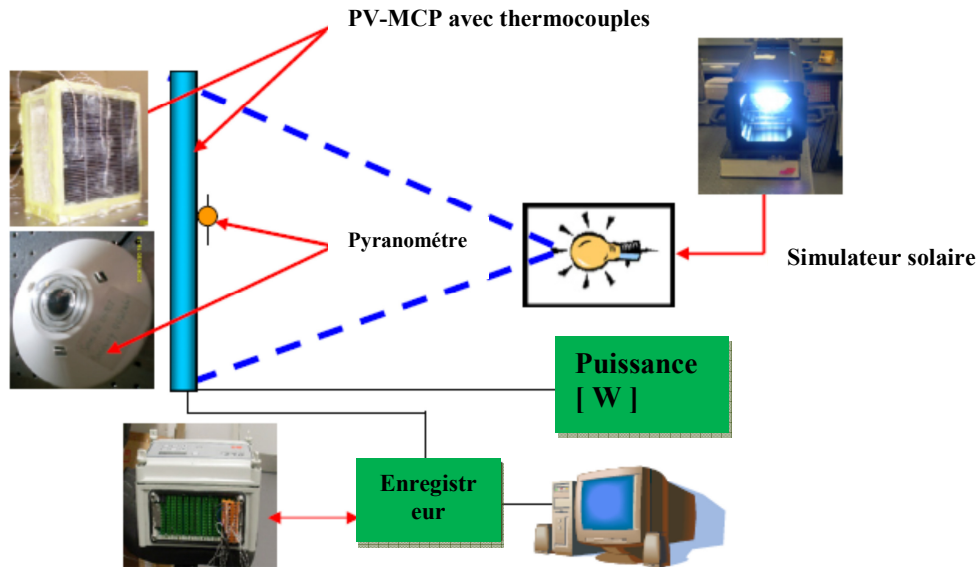 PV-MCP avec thermocouples
Pyranométre
Simulateur solaire
Puissance
[ W ]
Enregistr
eur